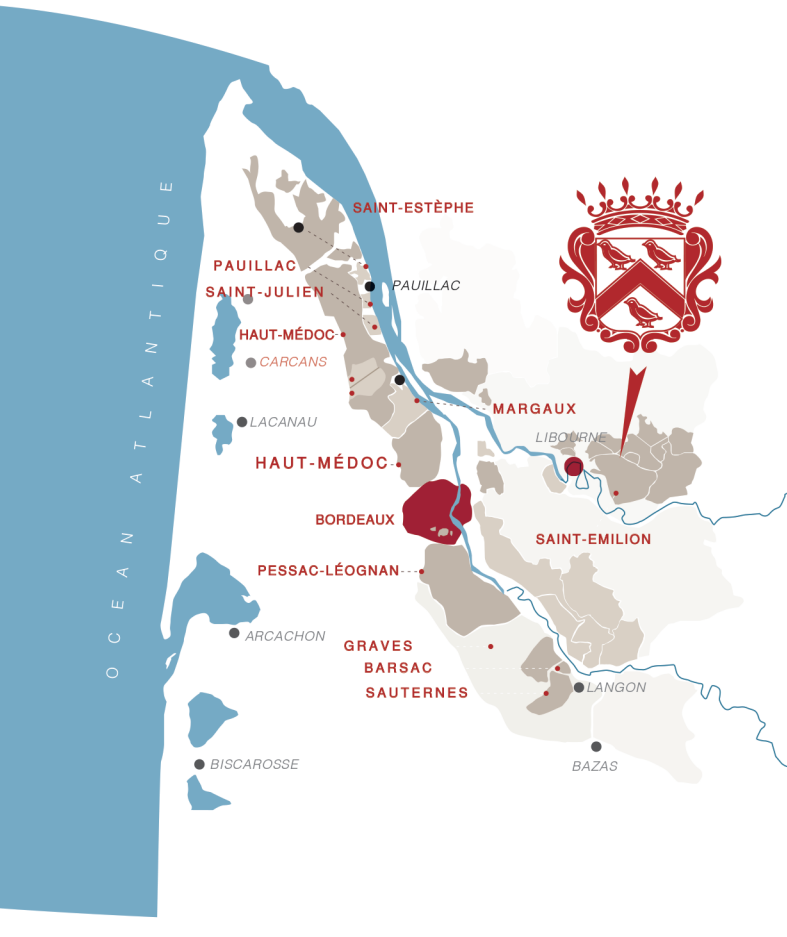 OCEAN ATLANTIQUE
SAINT-ESTÈPHE
PAUILLAC
PAUILLAC
SAINT-JULIEN
HAUT-MÉDOC
CARCANS
MARGAUX
LACANAU
LIBOURNE
HAUT-MÉDOC
BORDEAUX
SAINT-EMILION
PESSAC-LÉOGNAN
ARCACHON
GRAVES
BARSAC
SAUTERNES
LANGON
BISCAROSSE
BAZAS